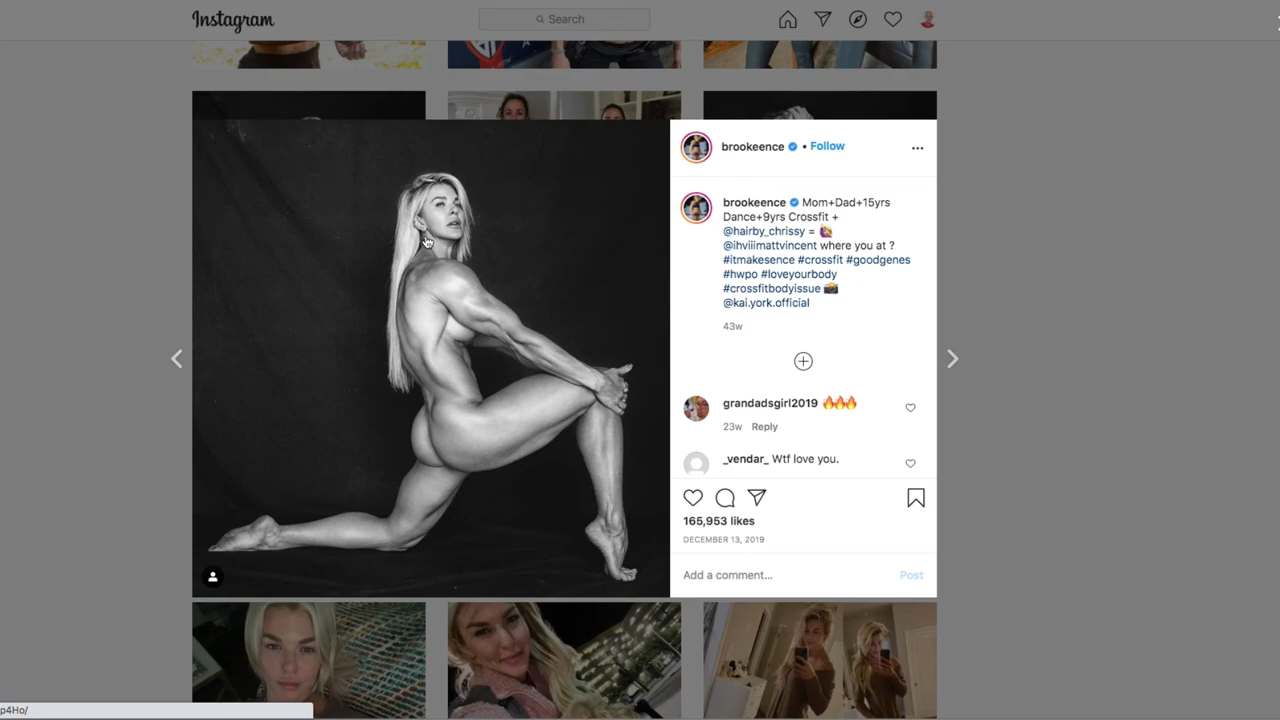 Instagram
Search
brookeence • Follow
brookeence Mom+Dad+15yrs
Dance+9yrs Crossfit +
@hairby_chrissy =
@ihviiimattvincent where you at ?
#itmakesence #crossfit #goodgenes
#hwpo #loveyourbody
#crossfitbodyissue
@kai.york.official
43w
grandadsgirl2019 🔥🔥🔥
23w Reply
_vendar_ Wtf love you.
165,953 likes
DECEMBER 13, 2019
Add a comment... Post
p4Ho/